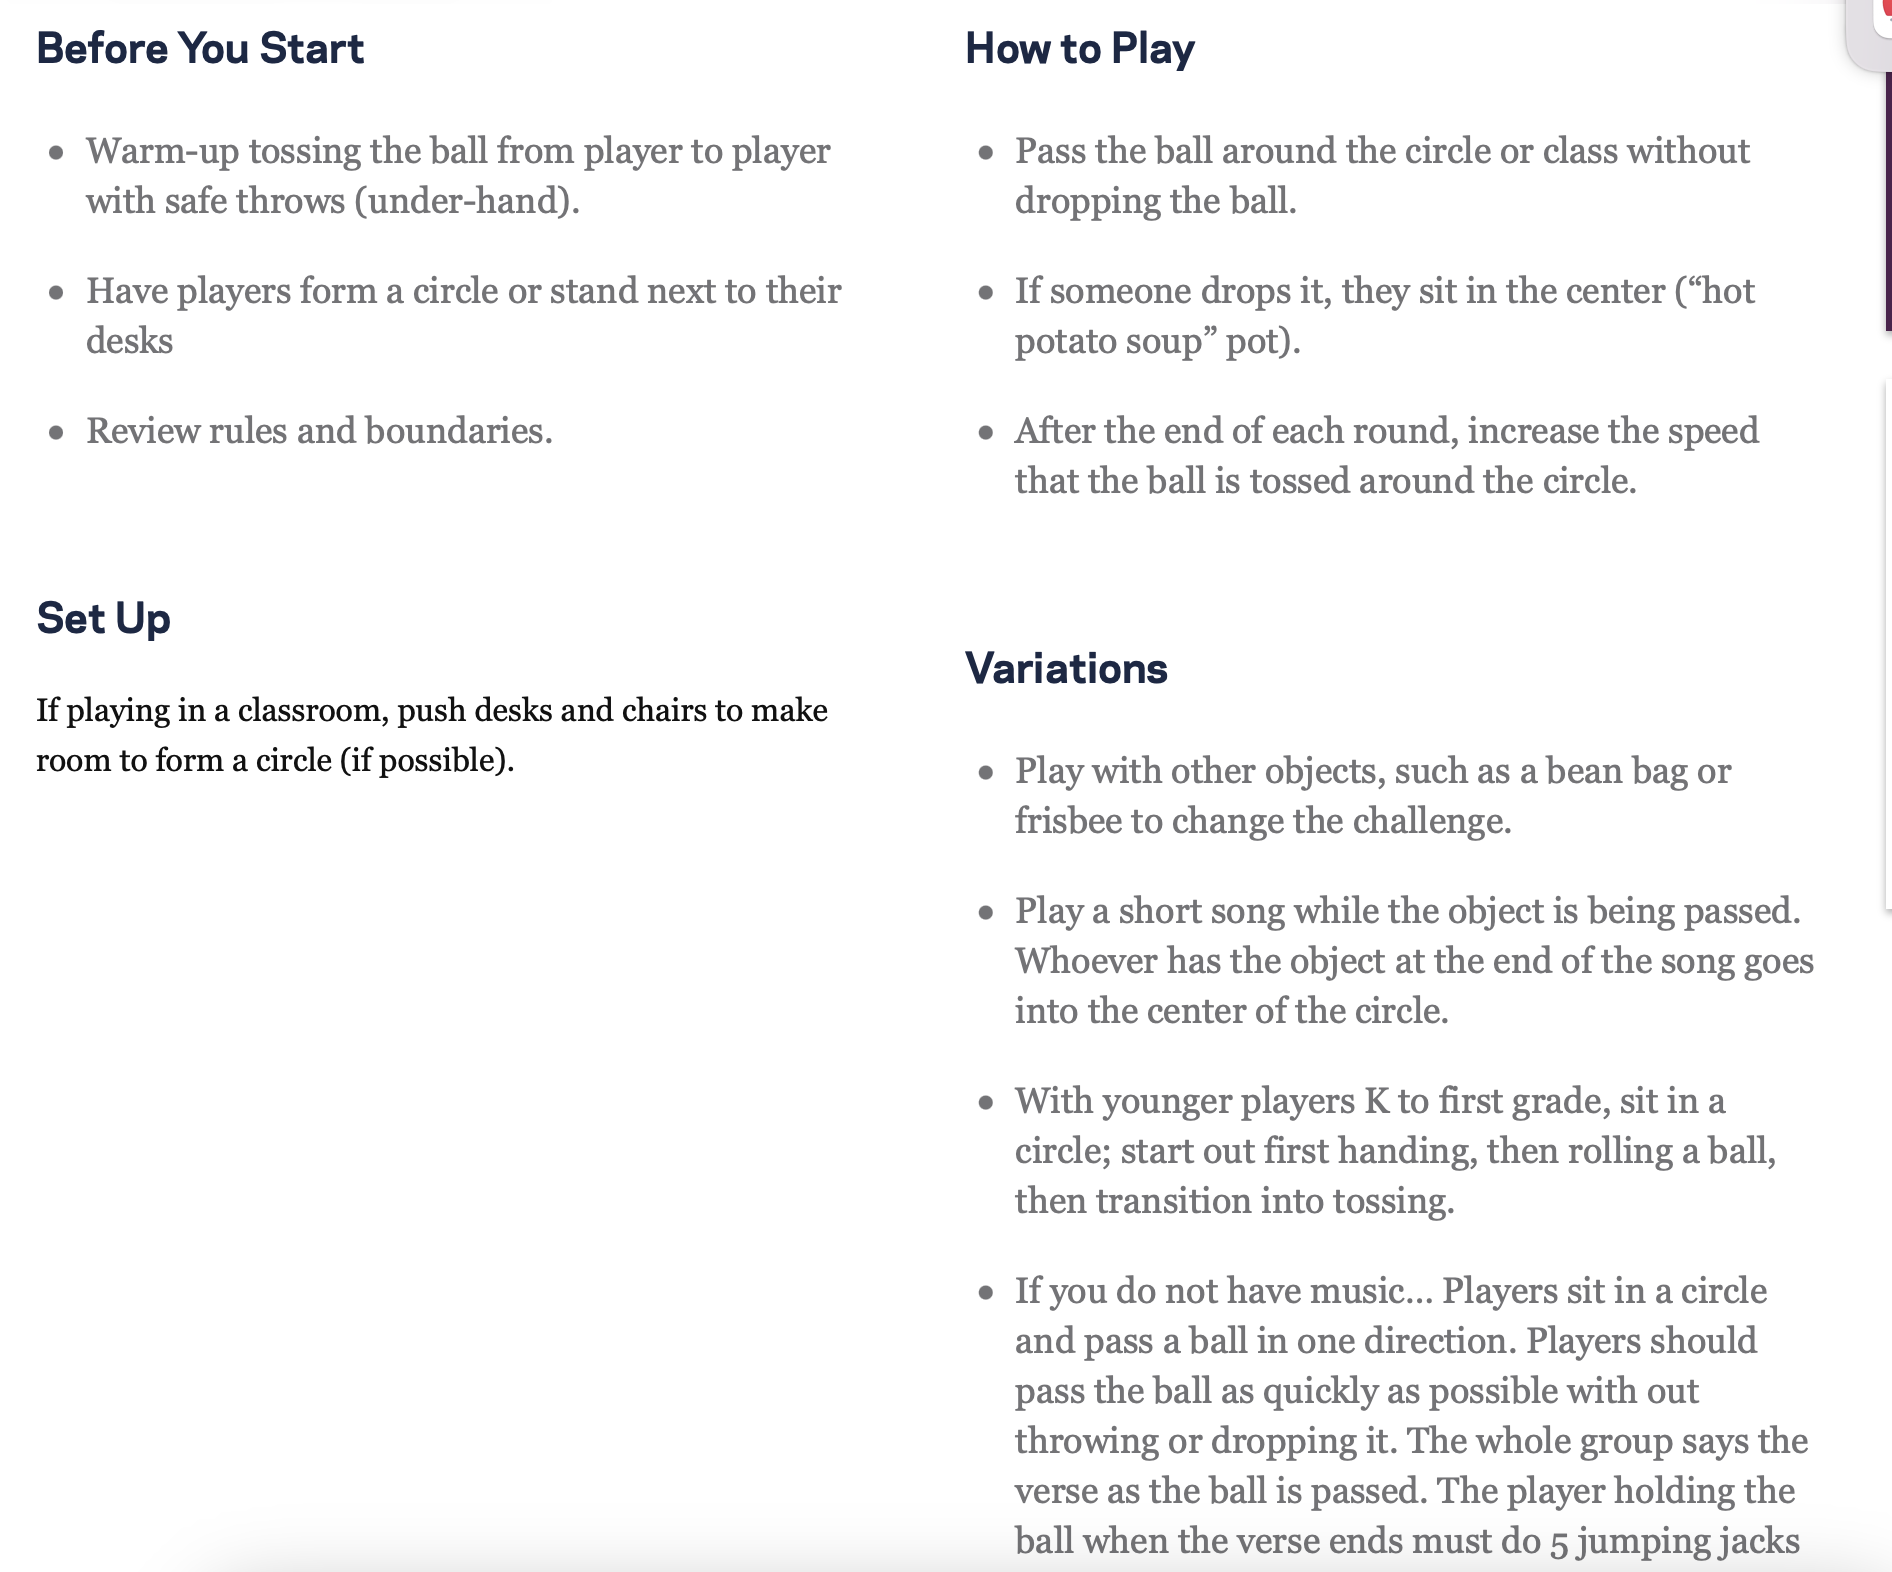 Before You Start
Warm-up tossing the ball from player to player
with safe throws (under-hand).
Have players form a circle or stand next to their
desks
Review rules and boundaries.
Set Up
If playing in a classroom, push desks and chairs to make
room to form a circle (if possible).
How to Play
Pass the ball around the circle or class without
dropping the ball.
If someone drops it, they sit in the center (“hot
potato soup” pot).
After the end of each round, increase the speed
that the ball is tossed around the circle.
Variations
Play with other objects, such as a bean bag or
frisbee to change the challenge.
Play a short song while the object is being passed.
Whoever has the object at the end of the song goes
into the center of the circle.
With younger players K to first grade, sit in a
circle; start out first handing, then rolling a ball,
then transition into tossing.
If you do not have music... Players sit in a circle
and pass a ball in one direction. Players should
pass the ball as quickly as possible with out
throwing or dropping it. The whole group says the
verse as the ball is passed. The player holding the
ball when the verse ends must do 5 jumping jacks